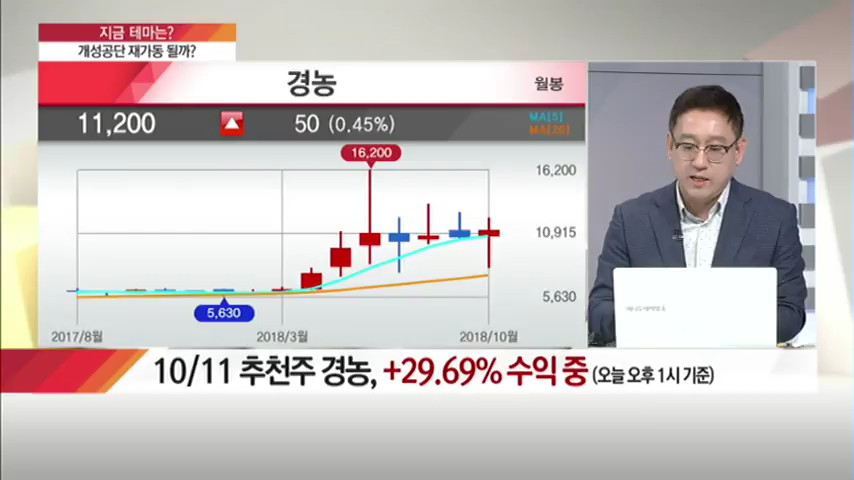 지금 테마는?
개성공단 재가동 될까?
경농
월봉
11,200
50 (0.45%)
MA[5]
MA[20]
16,200
16,200
10,915
5,630
5,630
2017/8월
2018/3월
2018/10월
10/11 추천주 경농, +29.69% 수익 중 (오늘 오후 1시 기준)